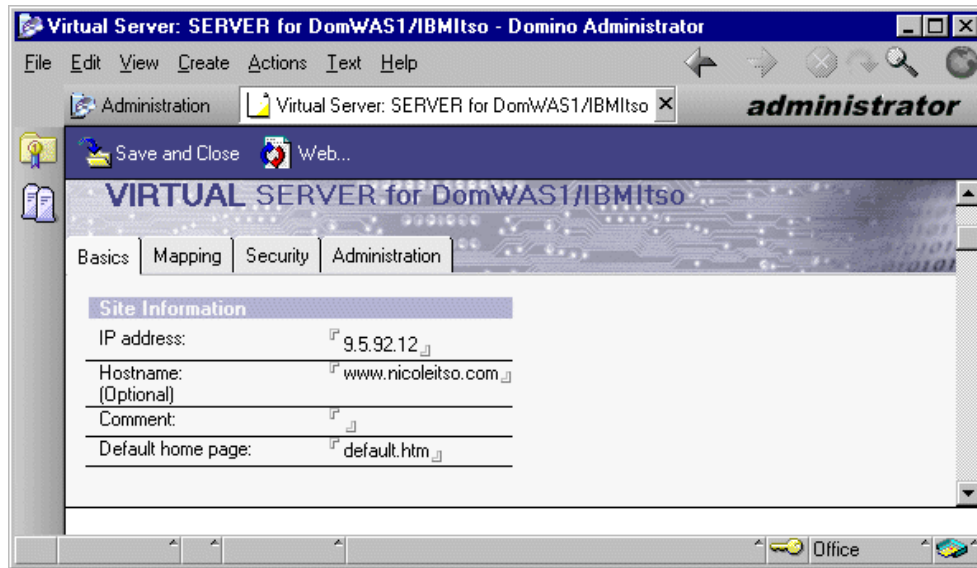 Virtual Server: SERVER for DomWAS1/IBMItso - Domino Administrator
File Edit View Create Actions Text Help
Administration Virtual Server: SERVER for DomWAS1/IBMItso administrator
Save and Close Web...
VIRTUAL SERVER for DomWAS1/IBMItso
Basics Mapping Security Administration
Site Information
IP address: 9.5.92.12
Hostname: www.nicoleitso.com
(Optional)
Comment:
Default home page: default.htm
Office